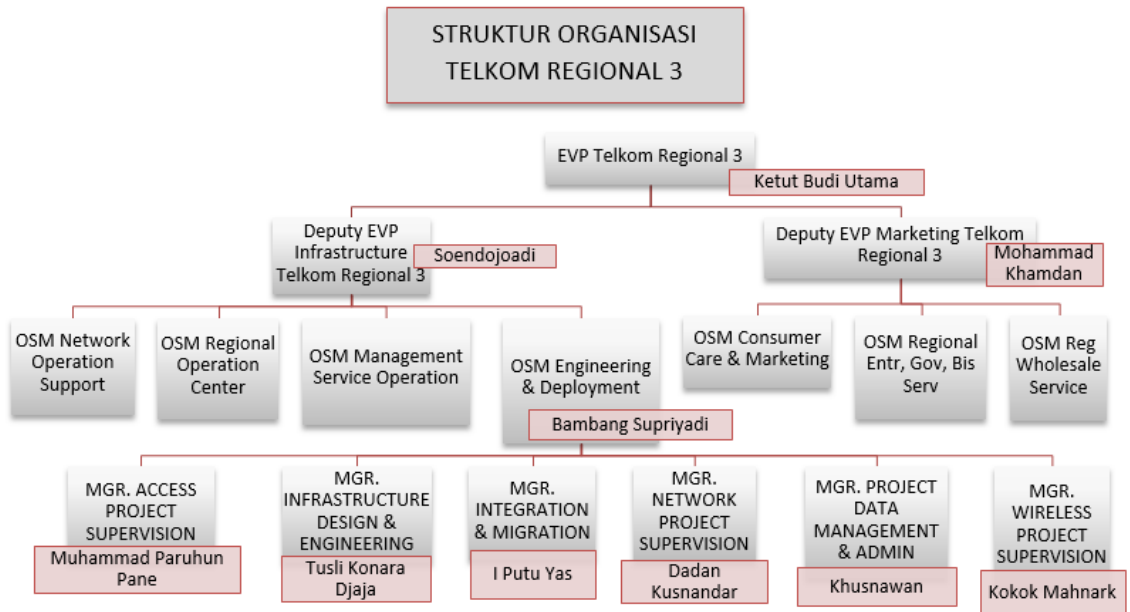 STRUKTUR ORGANISASI
TELKOM REGIONAL 3
EVP Telkom Regional 3
Ketut Budi Utama
Deputy EVP
Infrastructure
Telkom Regional 3
Soendojoadi
Deputy EVP Marketing Telkom
Regional 3
Mohammad
Khamdan
OSM Network
Operation
Support
OSM Regional
Operation
Center
OSM Management
Service Operation
OSM Engineering
& Deployment
Bambang Supriyadi
OSM Consumer
Care & Marketing
OSM Regional
Entr, Gov, Bis
Serv
OSM Reg
Wholesale
Service
MGR. ACCESS
PROJECT
SUPERVISION
Muhammad Paruhun
Pane
MGR.
INFRASTRUCTURE
DESIGN &
ENGINEERING
Tusli Konara
Djaja
MGR.
INTEGRATION
& MIGRATION
I Putu Yas
MGR.
NETWORK
PROJECT
SUPERVISION
Dadan
Kusnandar
MGR. PROJECT
DATA
MANAGEMENT
& ADMIN
Khusnawan
MGR.
WIRELESS
PROJECT
SUPERVISION
Kokok Mahnark